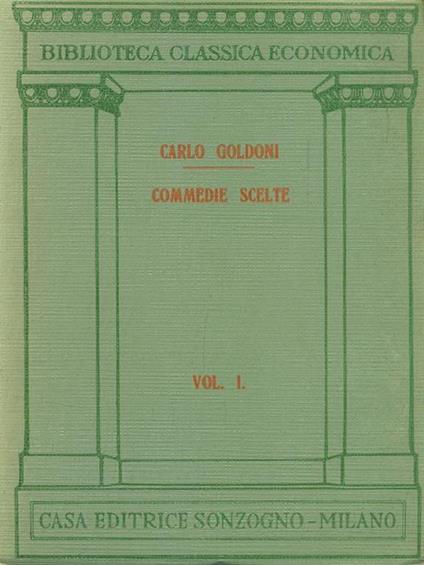 BIBLIOTECA CLASSICA ECONOMICA
CARLO GOLDONI
COMMEDIE SCELTE
VOL. I.
CASA EDITRICE SONZOGNO-MILANO